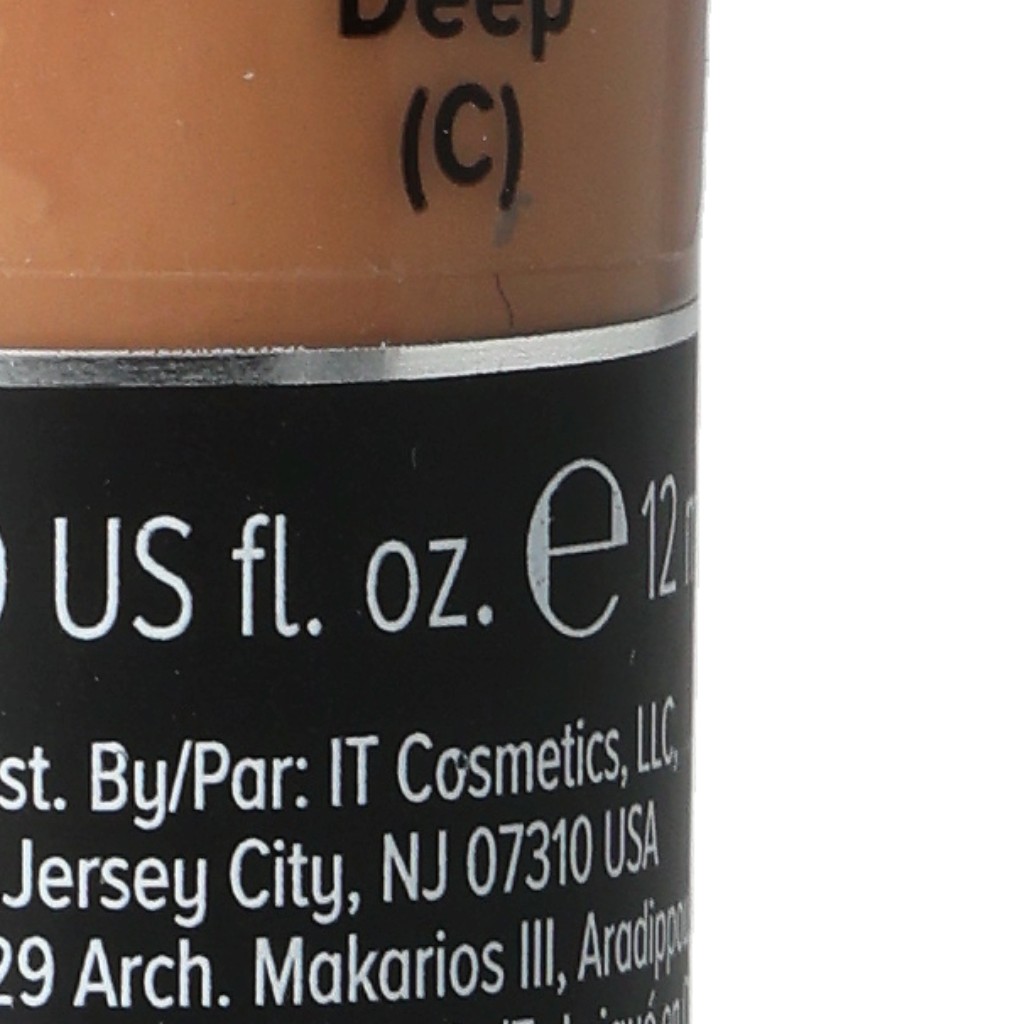 Deep
(C)
US fl. oz. ℮ 12
st. By/Par: IT Cosmetics, LLC,
Jersey City, NJ 07310 USA
29 Arch. Makarios III, Aradippou,